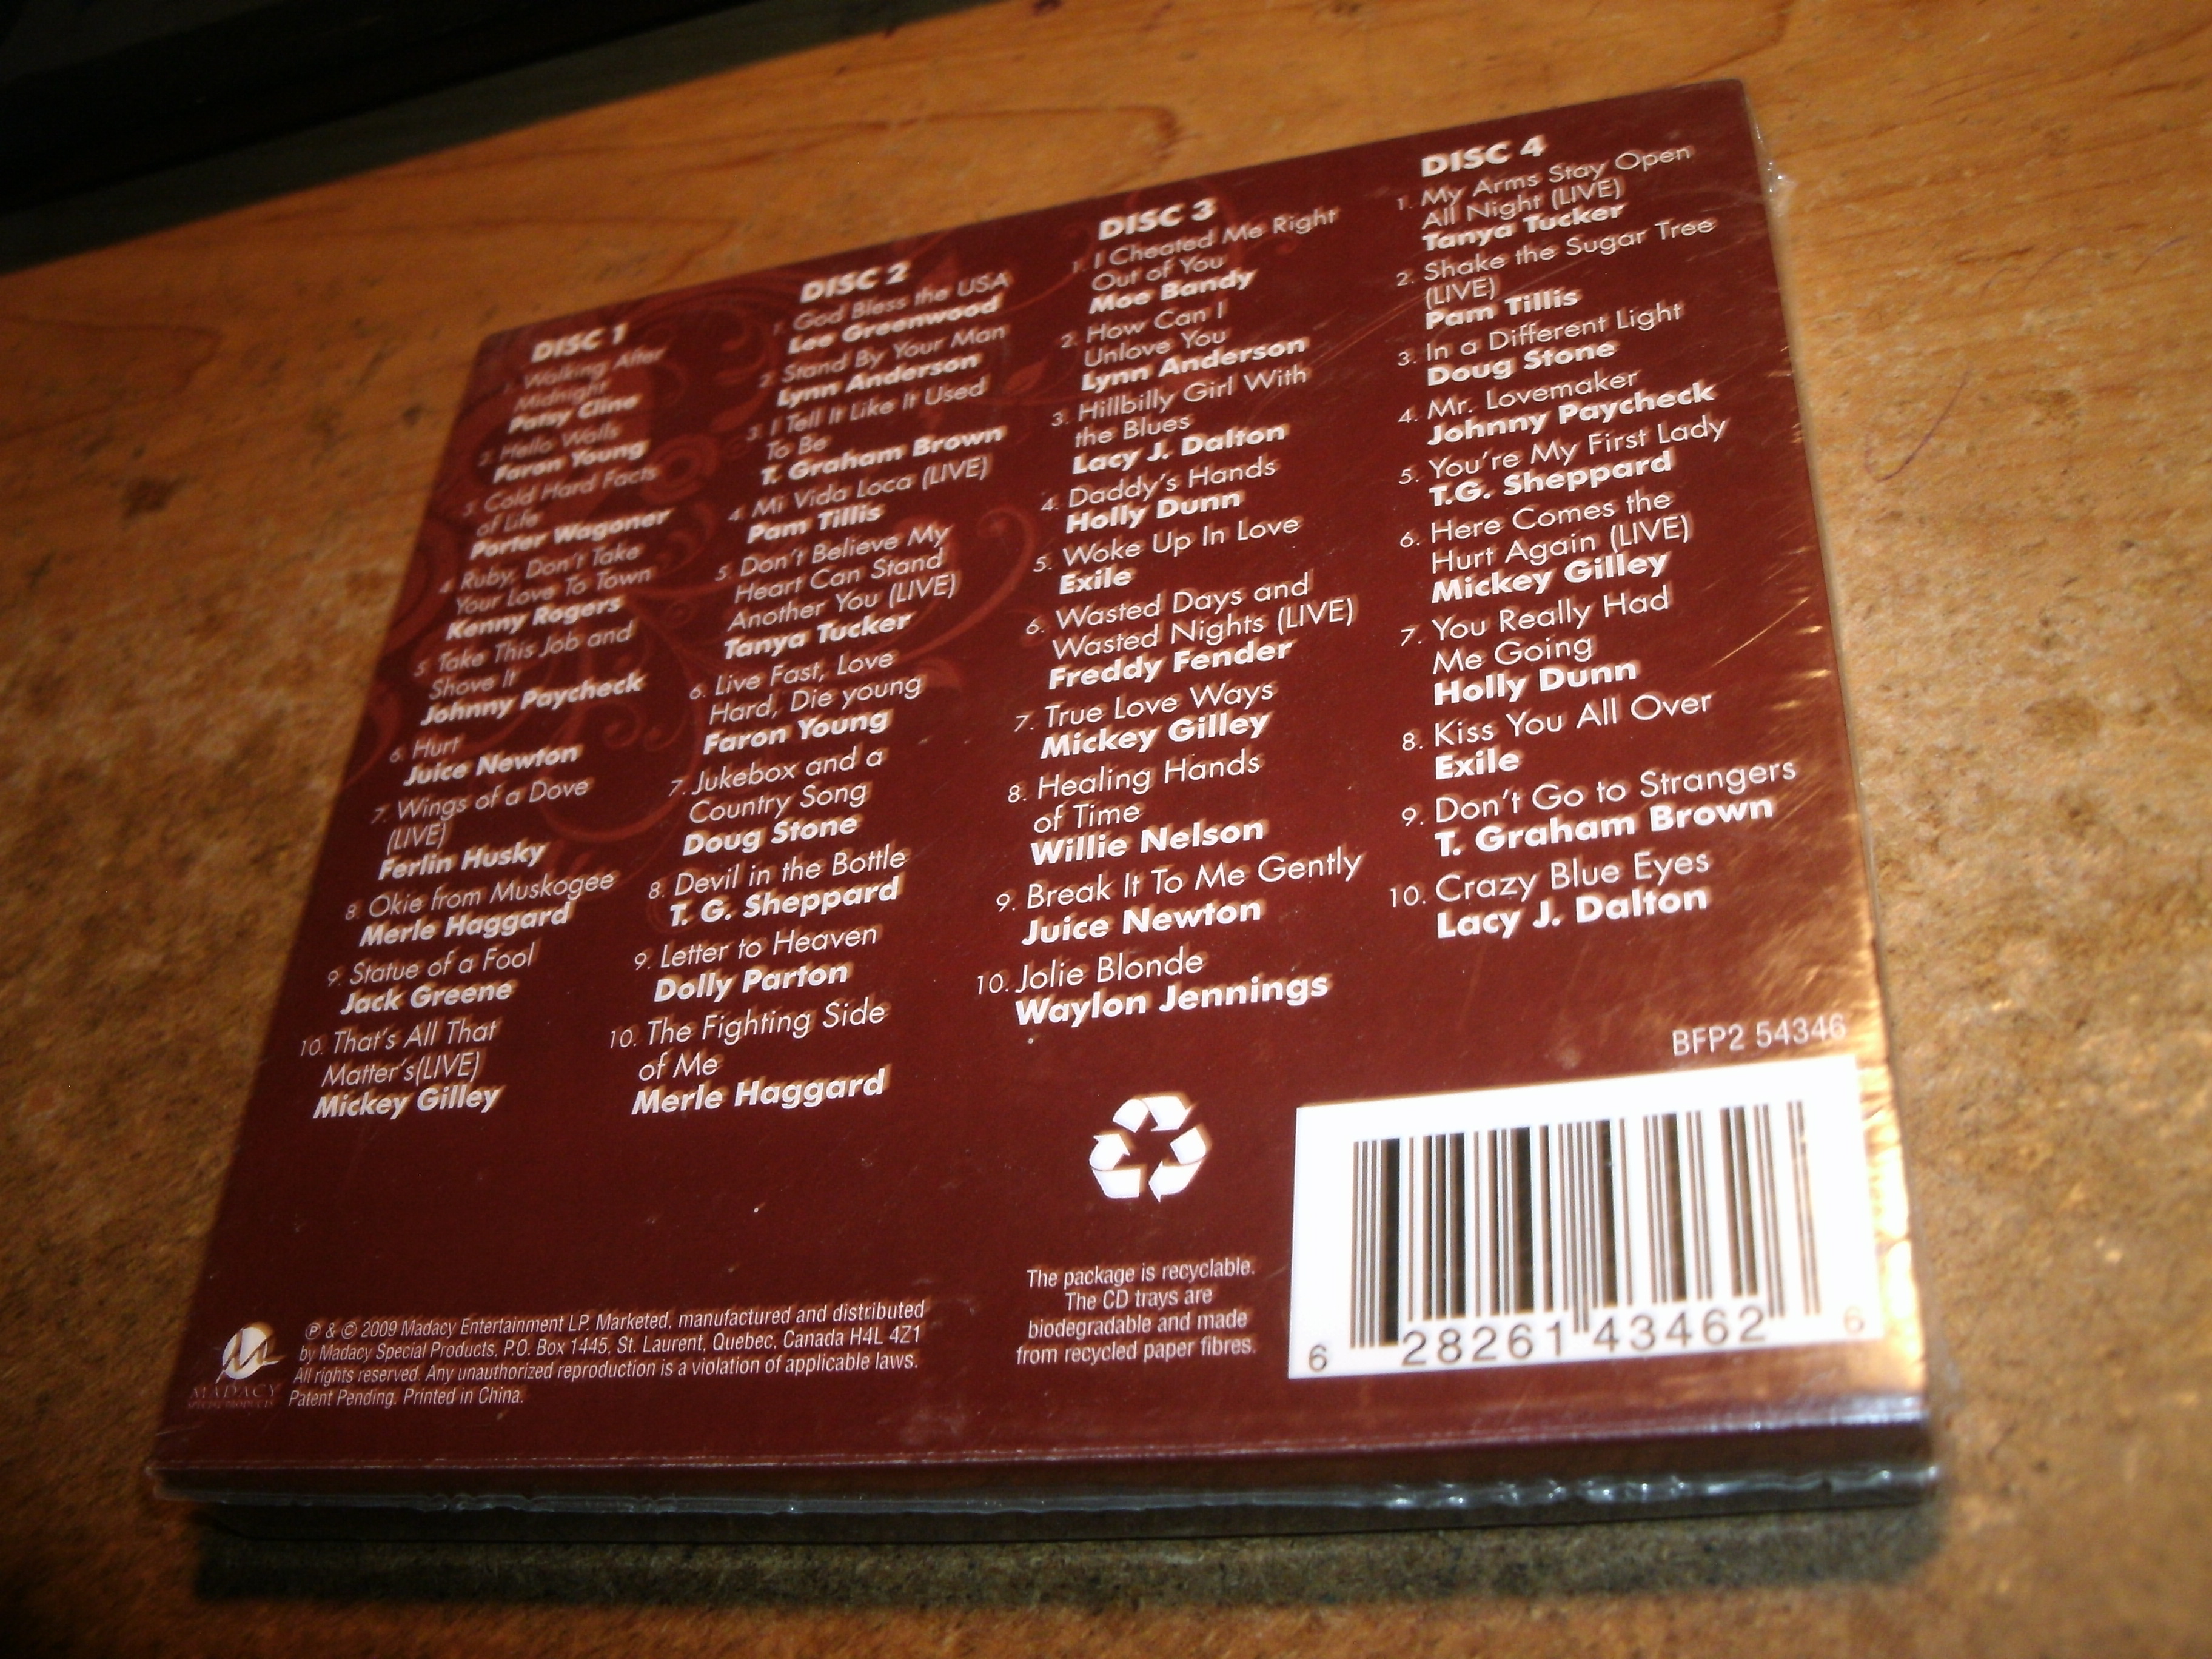 DISC 1
1. Walking After
Midnight
Patsy Cline
2. Hello Walls
Faron Young
3. Cold Hard Facts
of Life
Porter Wagoner
4. Ruby, Don't Take
Your Love To Town
Kenny Rogers
5. Take This Job and
Shove It
Johnny Paycheck
6. Hurt
Juice Newton
7. Wings of a Dove
(LIVE)
Ferlin Husky
8. Okie from Muskogee
Merle Haggard
9. Statue of a Fool
Jack Greene
10. That's All That
Matter's(LIVE)
Mickey Gilley
DISC 2
1. God Bless the USA
Lee Greenwood
2. Stand By Your Man
Lynn Anderson
3. I Tell It Like It Used
To Be
T. Graham Brown
4. Mi Vida Loca (LIVE)
Pam Tillis
5. Don't Believe My
Heart Can Stand
Another You (LIVE)
Tanya Tucker
6. Live Fast, Love
Hard, Die young
Faron Young
7. Jukebox and a
Country Song
Doug Stone
8. Devil in the Bottle
T. G. Sheppard
9. Letter to Heaven
Dolly Parton
10. The Fighting Side
of Me
Merle Haggard
DISC 3
1. I Cheated Me Right
Out of You
Moe Bandy
2. How Can I
Unlove You
Lynn Anderson
3. Hillbilly Girl With
the Blues
Lacy J. Dalton
4. Daddy's Hands
Holly Dunn
5. Woke Up In Love
Exile
6. Wasted Days and
Wasted Nights (LIVE)
Freddy Fender
7. True Love Ways
Mickey Gilley
8. Healing Hands
of Time
Willie Nelson
9. Break It To Me Gently
Juice Newton
10. Jolie Blonde
Waylon Jennings
DISC 4
1. My Arms Stay Open
All Night (LIVE)
Tanya Tucker
2. Shake the Sugar Tree
(LIVE)
Pam Tillis
3. In a Different Light
Doug Stone
4. Mr. Lovemaker
Johnny Paycheck
5. You're My First Lady
T.G. Sheppard
6. Here Comes the
Hurt Again (LIVE)
Mickey Gilley
7. You Really Had
Me Going
Holly Dunn
8. Kiss You All Over
Exile
9. Don't Go to Strangers
T. Graham Brown
10. Crazy Blue Eyes
Lacy J. Dalton
BFP2 54346
6 28261 43462 6
The package is recyclable.
The CD trays are
biodegradable and made
from recycled paper fibres.
MADACY
SPECIAL PRODUCTS
℗ & © 2009 Madacy Entertainment LP. Marketed, manufactured and distributed
by Madacy Special Products, P.O. Box 1445, St. Laurent, Quebec, Canada H4L 4Z1
All rights reserved. Any unauthorized reproduction is a violation of applicable laws.
Patent Pending. Printed in China.